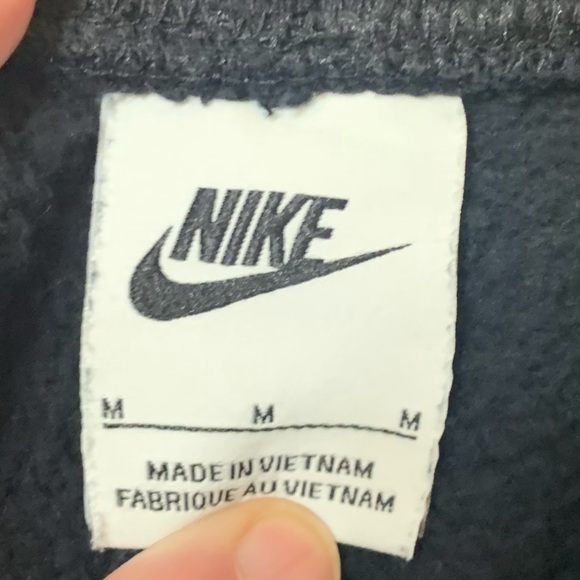 NIKE
M M M
MADE IN VIETNAM
FABRIQUE AU VIETNAM